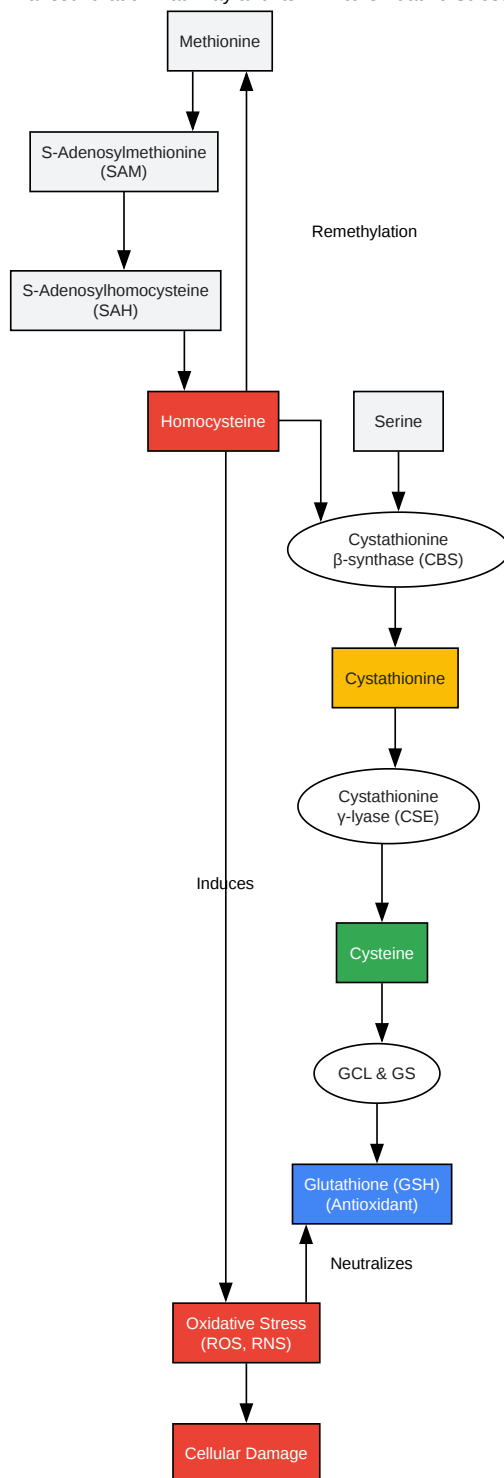 Methionine
S-Adenosylmethionine
(SAM)
Remethylation
S-Adenosylhomocysteine
(SAH)
Homocysteine
Serine
Cystathionine
β-synthase (CBS)
Cystathionine
Cystathionine
γ-lyase (CSE)
Induces
Cysteine
GCL & GS
Glutathione (GSH)
(Antioxidant)
Neutralizes
Oxidative Stress
(ROS, RNS)
Cellular Damage